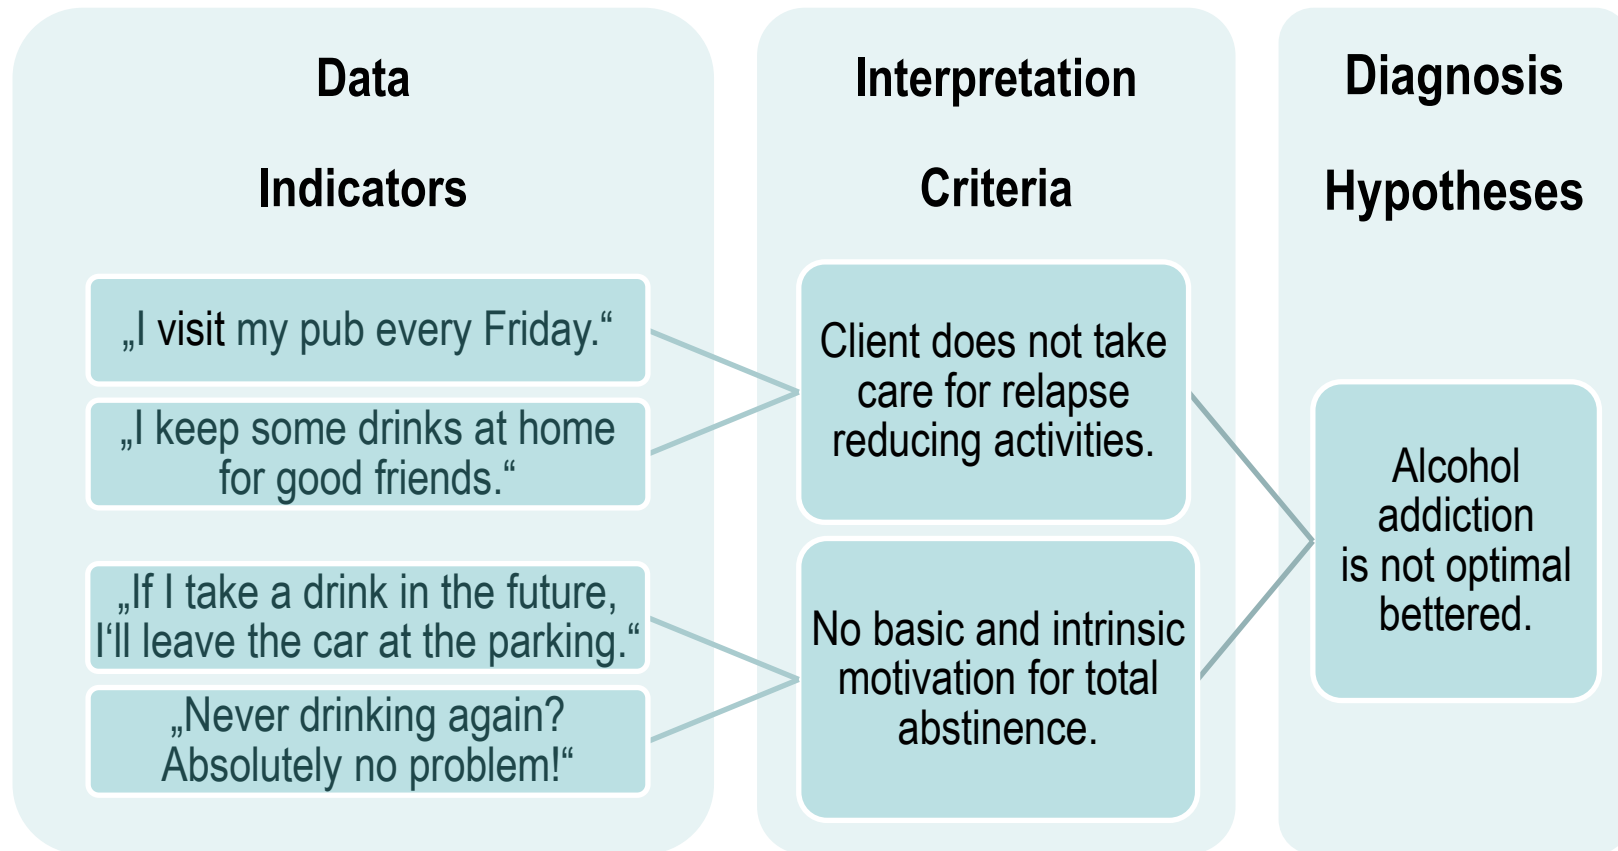 Data
Indicators
„I visit my pub every Friday.“
„I keep some drinks at home
for good friends.“
„If I take a drink in the future,
I‘ll leave the car at the parking.“
„Never drinking again?
Absolutely no problem!“
Interpretation
Criteria
Client does not take
care for relapse
reducing activities.
No basic and intrinsic
motivation for total
abstinence.
Diagnosis
Hypotheses
Alcohol
addiction
is not optimal
bettered.